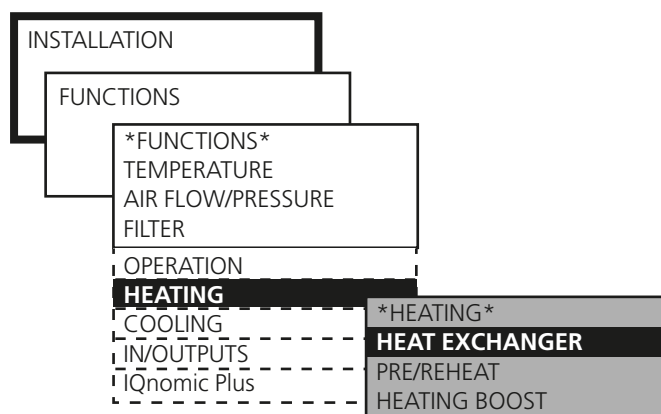 INSTALLATION
FUNCTIONS
*FUNCTIONS*
TEMPERATURE
AIR FLOW/PRESSURE
FILTER
OPERATION
HEATING
COOLING
IN/OUTPUTS
IQnomic Plus
*HEATING*
HEAT EXCHANGER
PRE/REHEAT
HEATING BOOST